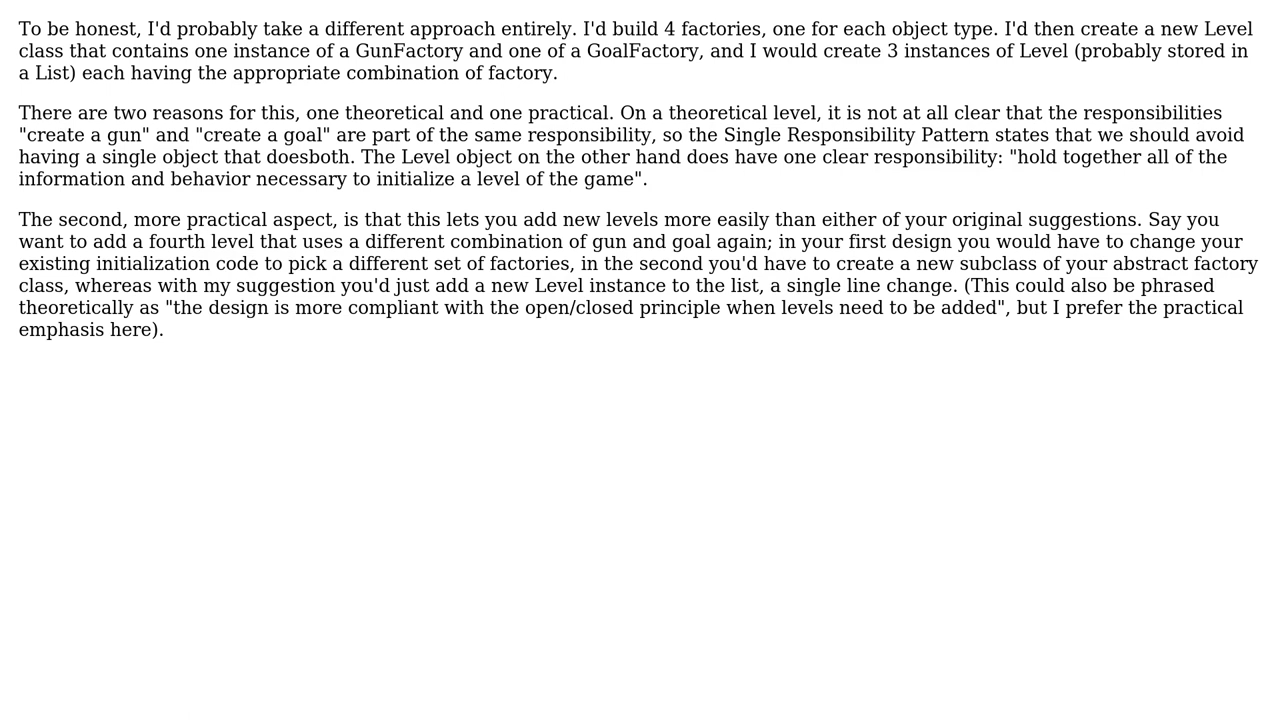 To be honest, I'd probably take a different approach entirely. I'd build 4 factories, one for each object type. I'd then create a new Level
class that contains one instance of a GunFactory and one of a GoalFactory, and I would create 3 instances of Level (probably stored in
a List) each having the appropriate combination of factory.
There are two reasons for this, one theoretical and one practical. On a theoretical level, it is not at all clear that the responsibilities
"create a gun" and "create a goal" are part of the same responsibility, so the Single Responsibility Pattern states that we should avoid
having a single object that doesboth. The Level object on the other hand does have one clear responsibility: "hold together all of the
information and behavior necessary to initialize a level of the game".
The second, more practical aspect, is that this lets you add new levels more easily than either of your original suggestions. Say you
want to add a fourth level that uses a different combination of gun and goal again; in your first design you would have to change your
existing initialization code to pick a different set of factories, in the second you'd have to create a new subclass of your abstract factory
class, whereas with my suggestion you'd just add a new Level instance to the list, a single line change. (This could also be phrased
theoretically as "the design is more compliant with the open/closed principle when levels need to be added", but I prefer the practical
emphasis here).